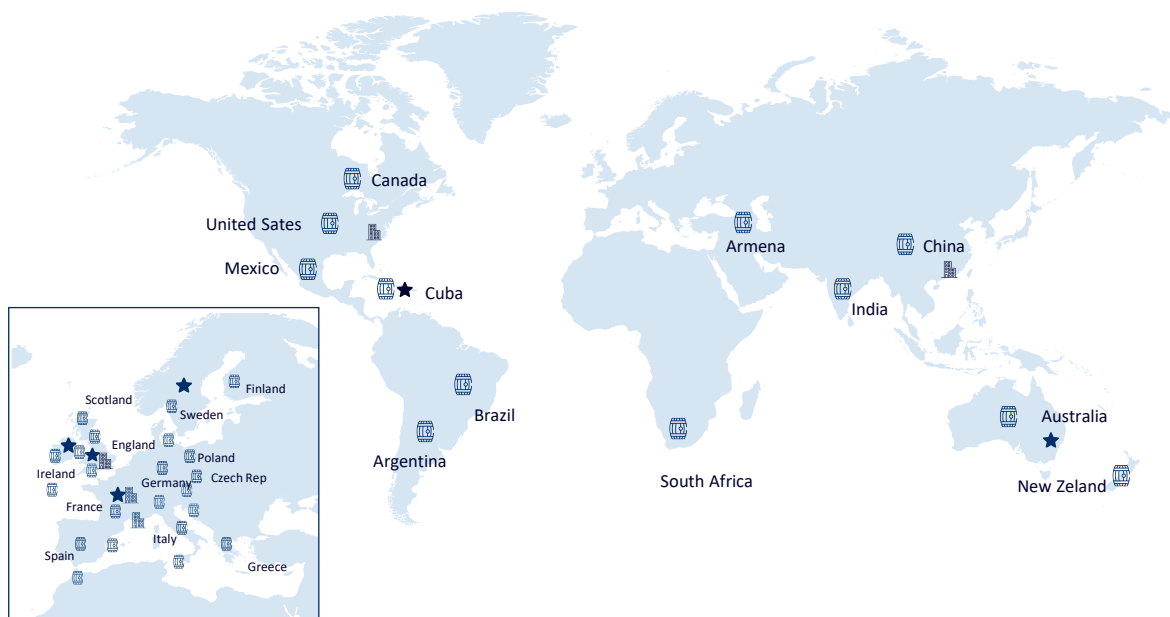 Canada
United Sates
Mexico
Cuba
Armena
China
India
Brazil
Argentina
South Africa
Australia
New Zeland
Finland
Scotland
Sweden
England
Poland
Ireland
Germany
Czech Rep
France
Italy
Spain
Greece